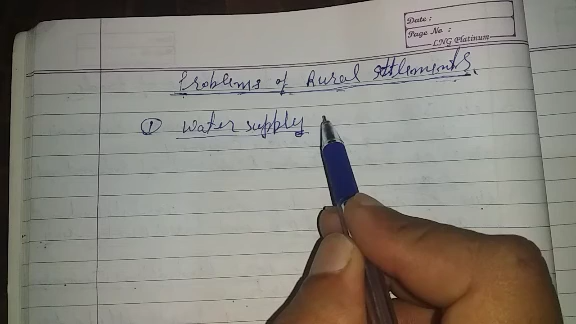 Date :
Page No :
LNG Platinum
Problems of Rural Settlements.
① Water supply